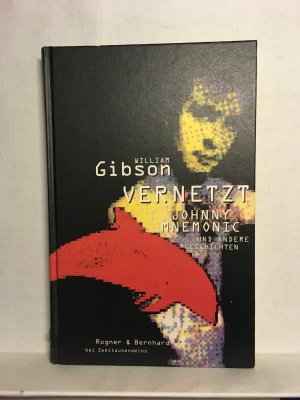 WILLIAM
Gibson
VERNETZT
JOHNNY
MNEMONIC
UND ANDERE
GESCHICHTEN
Rogner & Bernhard
bei Zweitausendeins